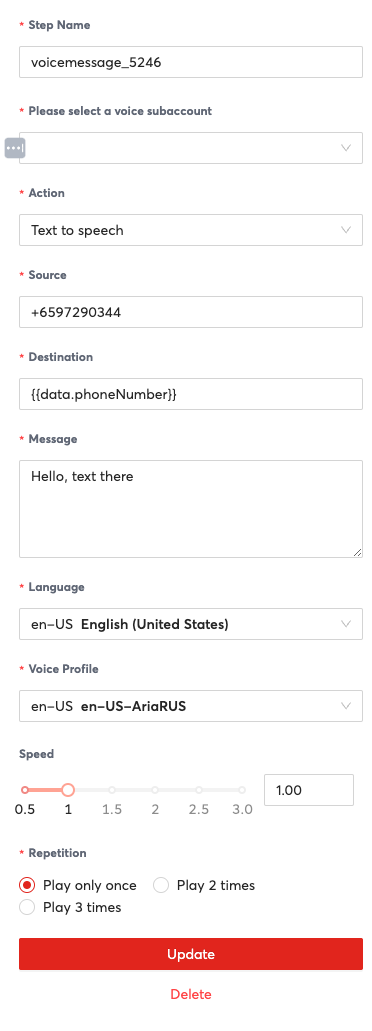 * Step Name
voicemessage_5246
* Please select a voice subaccount
* Action
Text to speech
* Source
+6597290344
* Destination
{{data.phoneNumber}}
* Message
Hello, text there
* Language
en-US English (United States)
* Voice Profile
en-US en-US-AriaRUS
Speed
1.00
0.5 1 1.5 2 2.5 3.0
* Repetition
Play only once Play 2 times
Play 3 times
Update
Delete